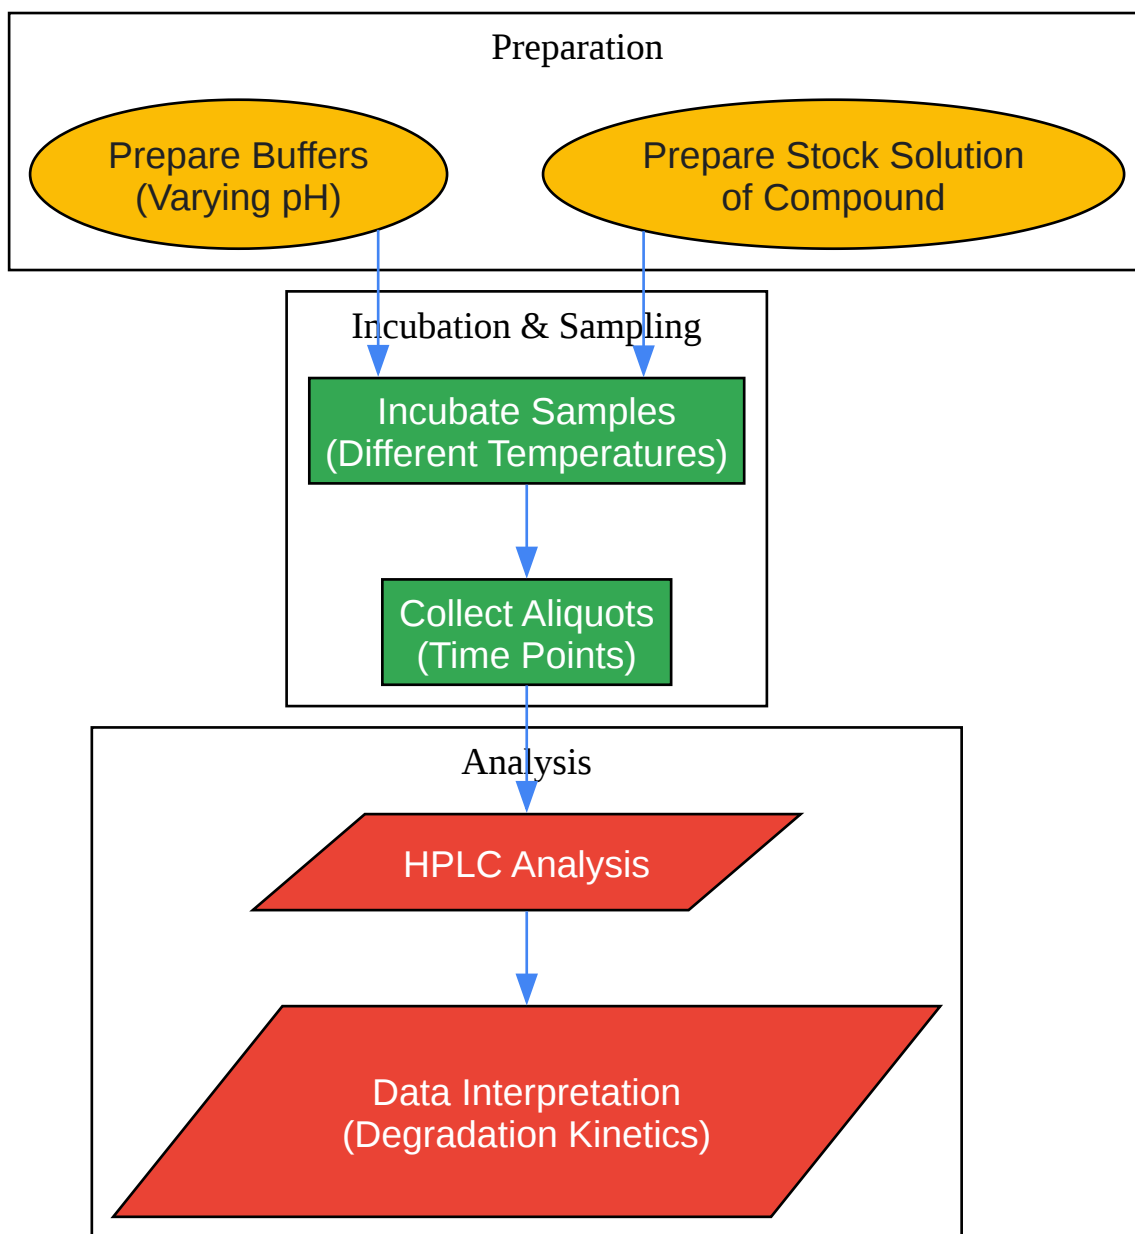 Preparation
Prepare Buffers
(Varying pH)
Prepare Stock Solution
of Compound
Incubation & Sampling
Incubate Samples
(Different Temperatures)
Collect Aliquots
(Time Points)
Analysis
HPLC Analysis
Data Interpretation
(Degradation Kinetics)